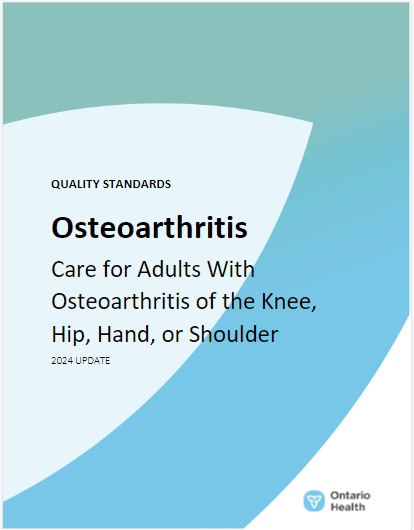 QUALITY STANDARDS
Osteoarthritis
Care for Adults With
Osteoarthritis of the Knee,
Hip, Hand, or Shoulder
2024 UPDATE
Ontario
Health